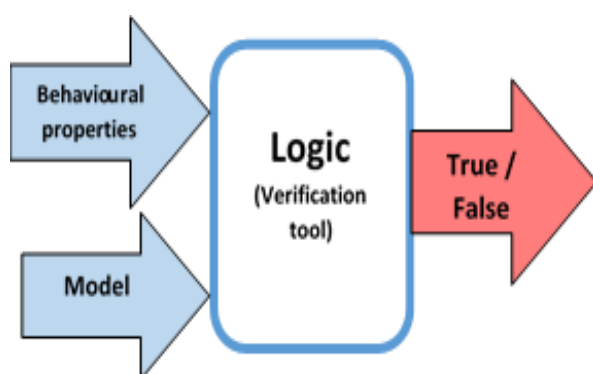 Behavioural
properties
Model
Logic
(Verification
tool)
True /
False